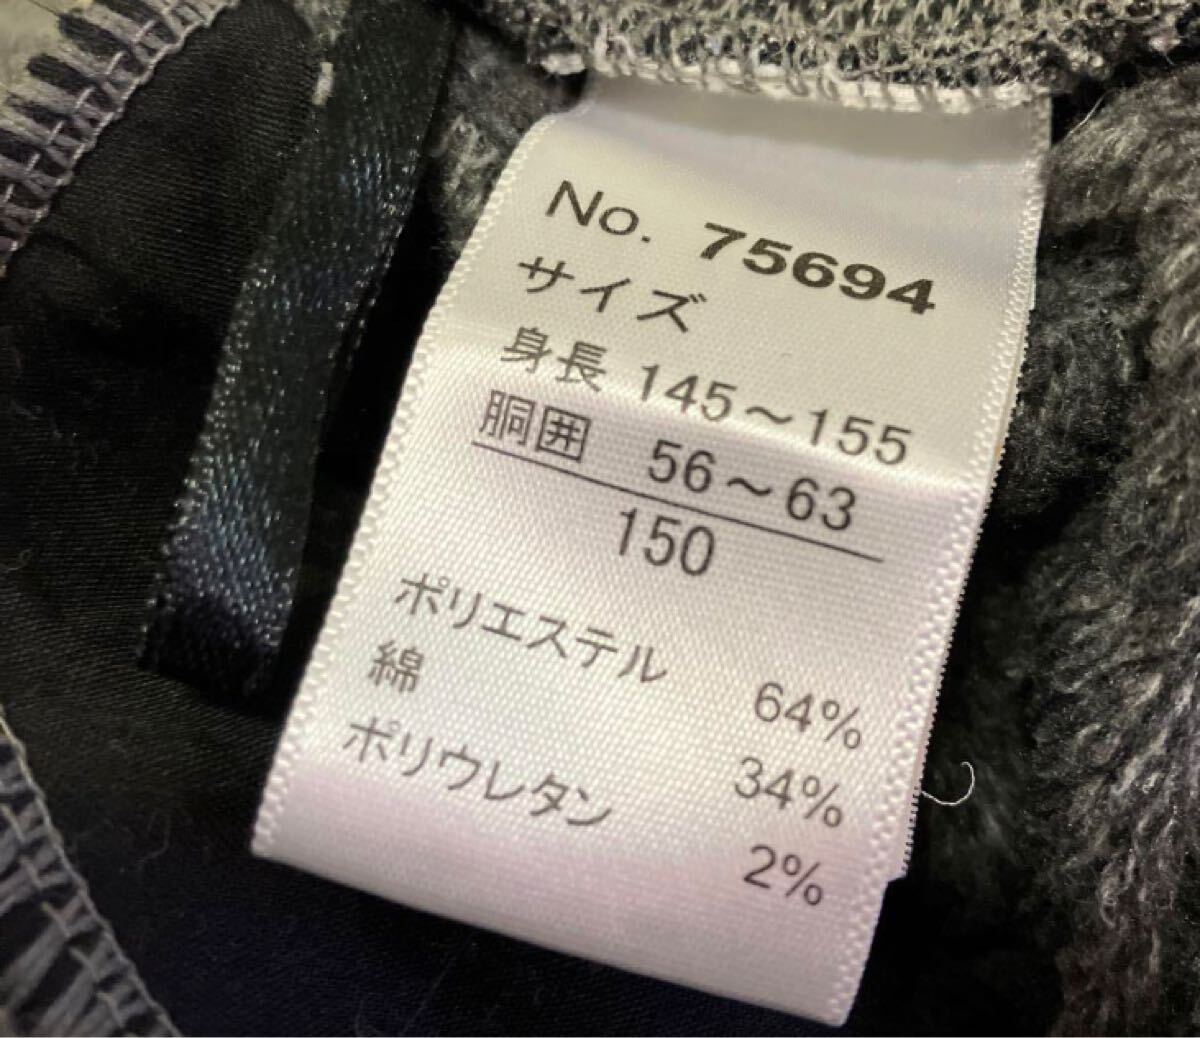 No. 75694
サイズ
身長 145～155
胴囲 56～63
150
ポリエステル 64%
綿 34%
ポリウレタン 2%